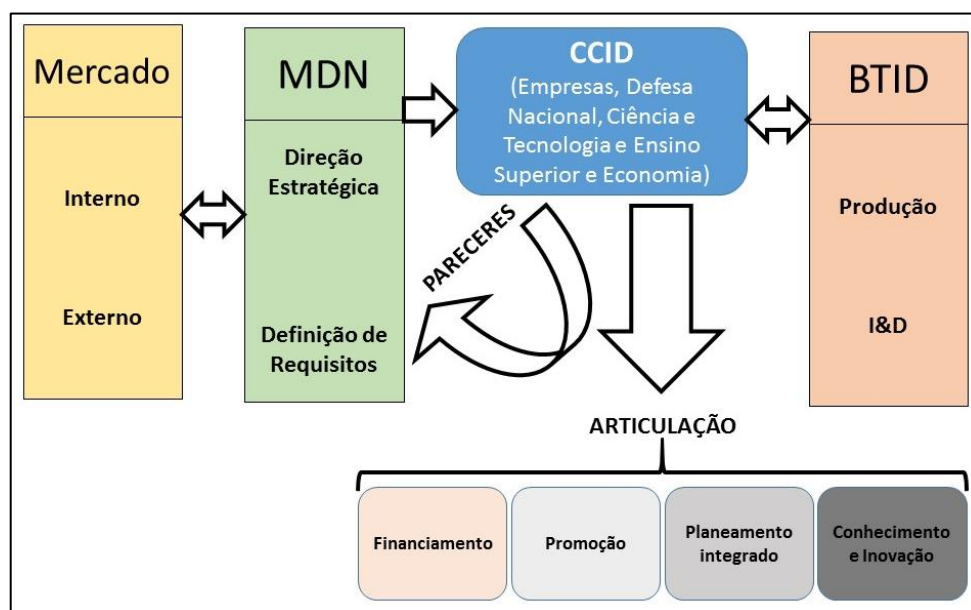 Mercado
Interno
Externo
MDN
Direção
Estratégica
Definição de
Requisitos
CCID
(Empresas, Defesa
Nacional, Ciência e
Tecnologia e Ensino
Superior e Economia)
BTID
Produção
I&D
PARECERES
ARTICULAÇÃO
Financiamento
Promoção
Planeamento
integrado
Conhecimento
e Inovação